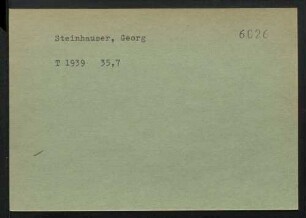 Steinhauser, Georg
6026
T 1939 35,7